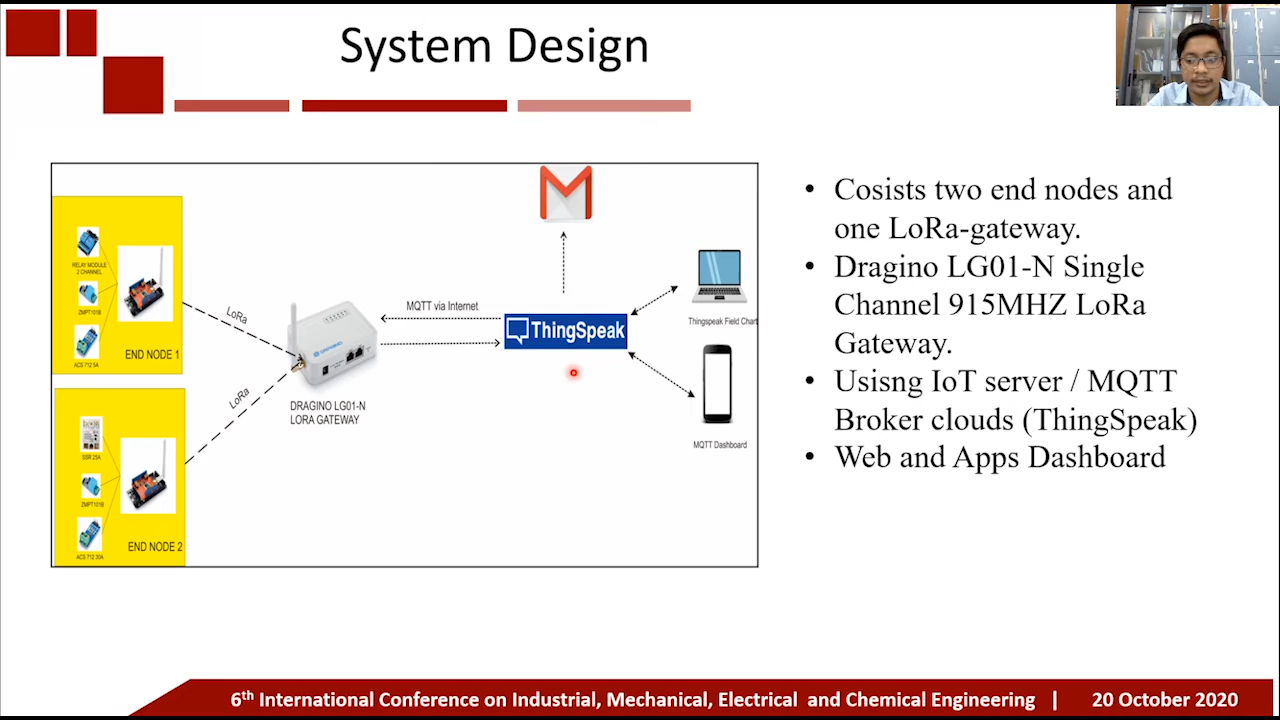 System Design
RELAY MODULE
2 CHANNEL
ZMPT101B
ACS 712 5A
END NODE 1
SSR 25A
ZMPT101B
ACS 712 30A
END NODE 2
LoRa
LoRa
DRAGINO LG01-N
LORA GATEWAY
MQTT via Internet
ThingSpeak
Thingspeak Field Chart
MQTT Dashboard
• Cosists two end nodes and
one LoRa-gateway.
• Dragino LG01-N Single
Channel 915MHZ LoRa
Gateway.
• Usisng IoT server / MQTT
Broker clouds (ThingSpeak)
• Web and Apps Dashboard
6th International Conference on Industrial, Mechanical, Electrical and Chemical Engineering | 20 October 2020